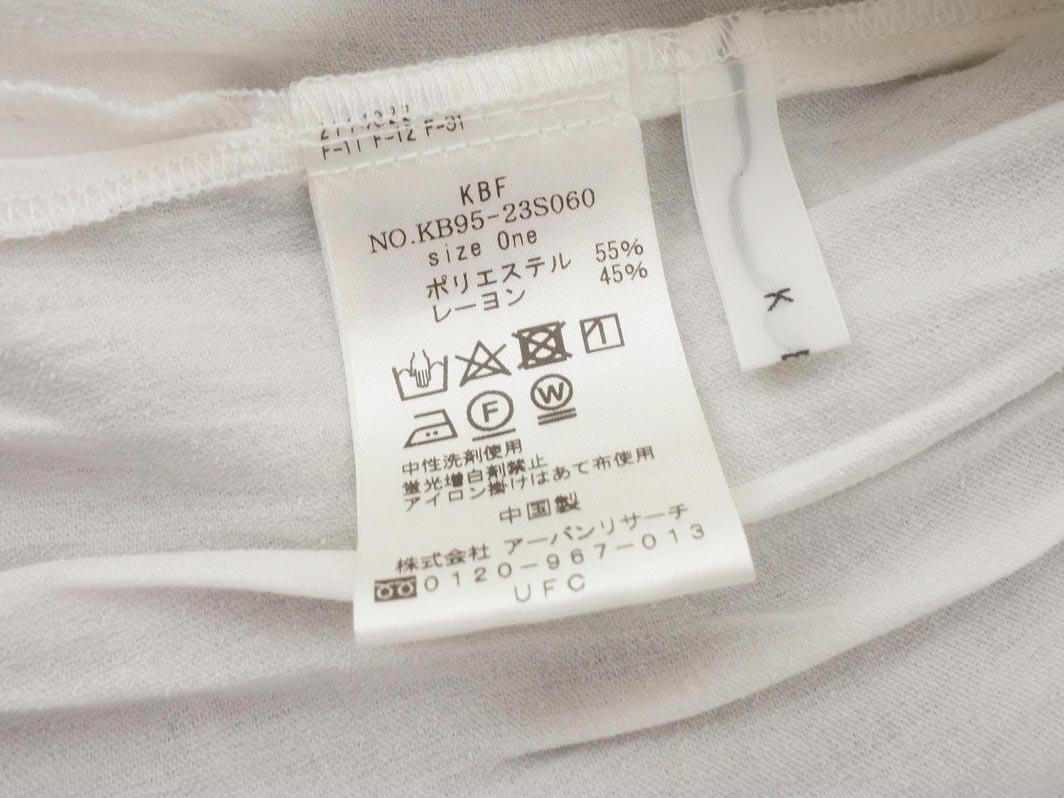 F-11 F-12 F-31
KBF
NO.KB95-23S060
size One
ポリエステル 55%
レーヨン 45%
F W
中性洗剤使用
蛍光増白剤禁止
アイロン掛けはあて布使用
中国製
株式会社 アーバンリサーチ
0120-967-013
UFC
K